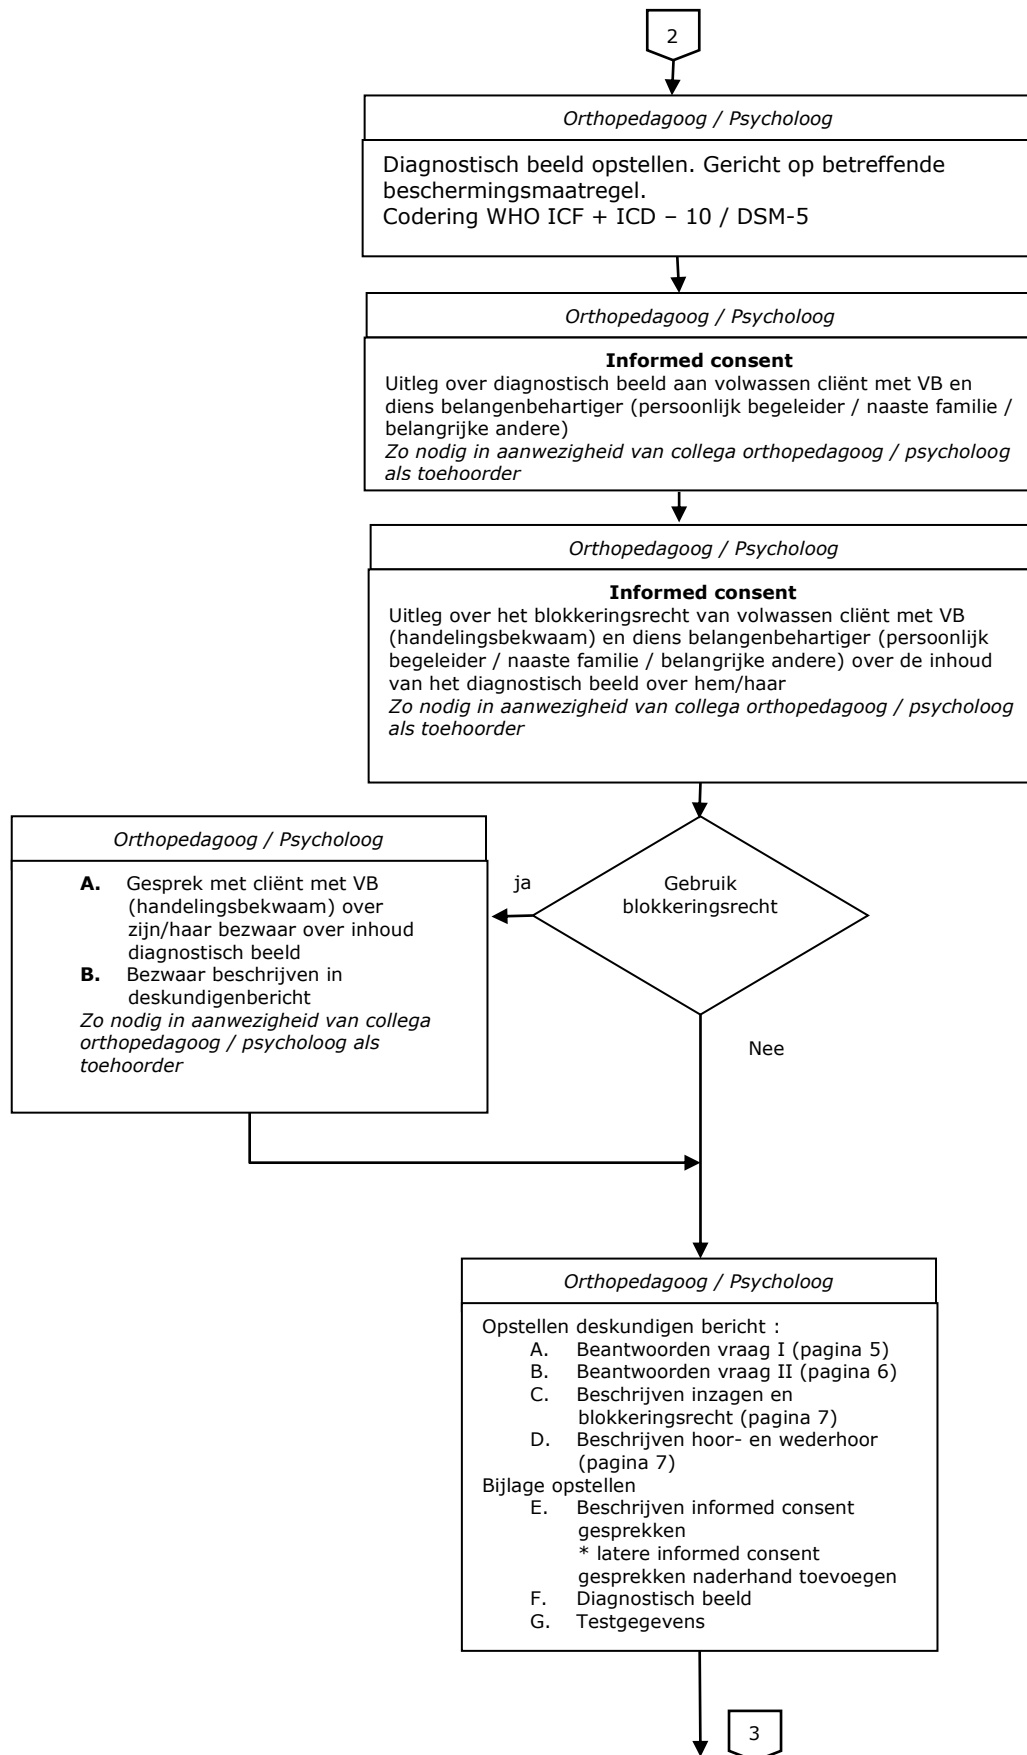 2
Orthopedagoog / Psycholoog
Diagnostisch beeld opstellen. Gericht op betreffende
beschermingsmaatregel.
Codering WHO ICF + ICD – 10 / DSM-5
Orthopedagoog / Psycholoog
Informed consent
Uitleg over diagnostisch beeld aan volwassen cliënt met VB en
diens belangenbehartiger (persoonlijk begeleider / naaste familie /
belangrijke andere)
Zo nodig in aanwezigheid van collega orthopedagoog / psycholoog
als toehoorder
Orthopedagoog / Psycholoog
Informed consent
Uitleg over het blokkeringsrecht van volwassen cliënt met VB
(handelingsbekwaam) en diens belangenbehartiger (persoonlijk
begeleider / naaste familie / belangrijke andere) over de inhoud
van het diagnostisch beeld over hem/haar
Zo nodig in aanwezigheid van collega orthopedagoog / psycholoog
als toehoorder
Gebruik
blokkeringsrecht
ja
Orthopedagoog / Psycholoog
A. Gesprek met cliënt met VB
(handelingsbekwaam) over
zijn/haar bezwaar over inhoud
diagnostisch beeld
B. Bezwaar beschrijven in
deskundigenbericht
Zo nodig in aanwezigheid van collega
orthopedagoog / psycholoog als
toehoorder
Nee
Orthopedagoog / Psycholoog
Opstellen deskundigen bericht :
A. Beantwoorden vraag I (pagina 5)
B. Beantwoorden vraag II (pagina 6)
C. Beschrijven inzagen en
blokkeringsrecht (pagina 7)
D. Beschrijven hoor- en wederhoor
(pagina 7)
Bijlage opstellen
E. Beschrijven informed consent
gesprekken
* latere informed consent
gesprekken naderhand toevoegen
F. Diagnostisch beeld
G. Testgegevens
3